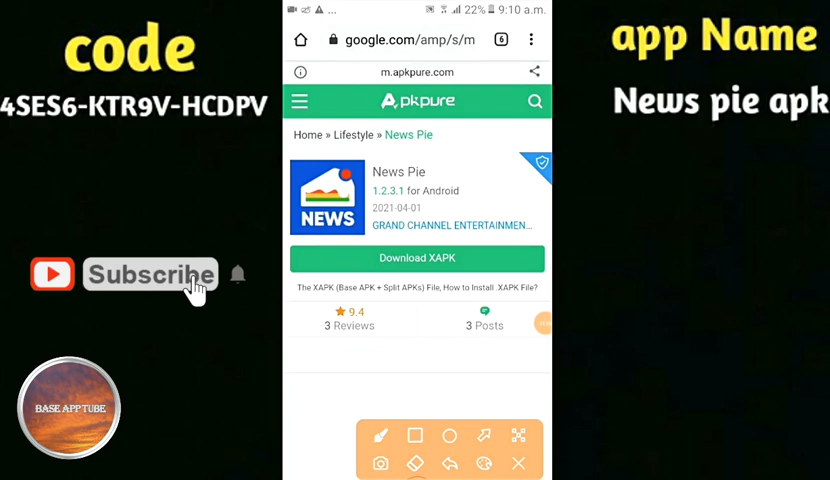 code
4SES6-KTR9V-HCDPV
Subscribe
BASE APP TUBE
... 22% 9:10 a.m.
google.com/amp/s/m 6
m.apkpure.com
Apkpure
Home » Lifestyle » News Pie
NEWS
News Pie
1.2.3.1 for Android
2021-04-01
GRAND CHANNEL ENTERTAINMEN...
Download XAPK
The XAPK (Base APK + Split APKs) File, How to Install .XAPK File?
9.4
3 Reviews
3 Posts
app Name
News pie apk